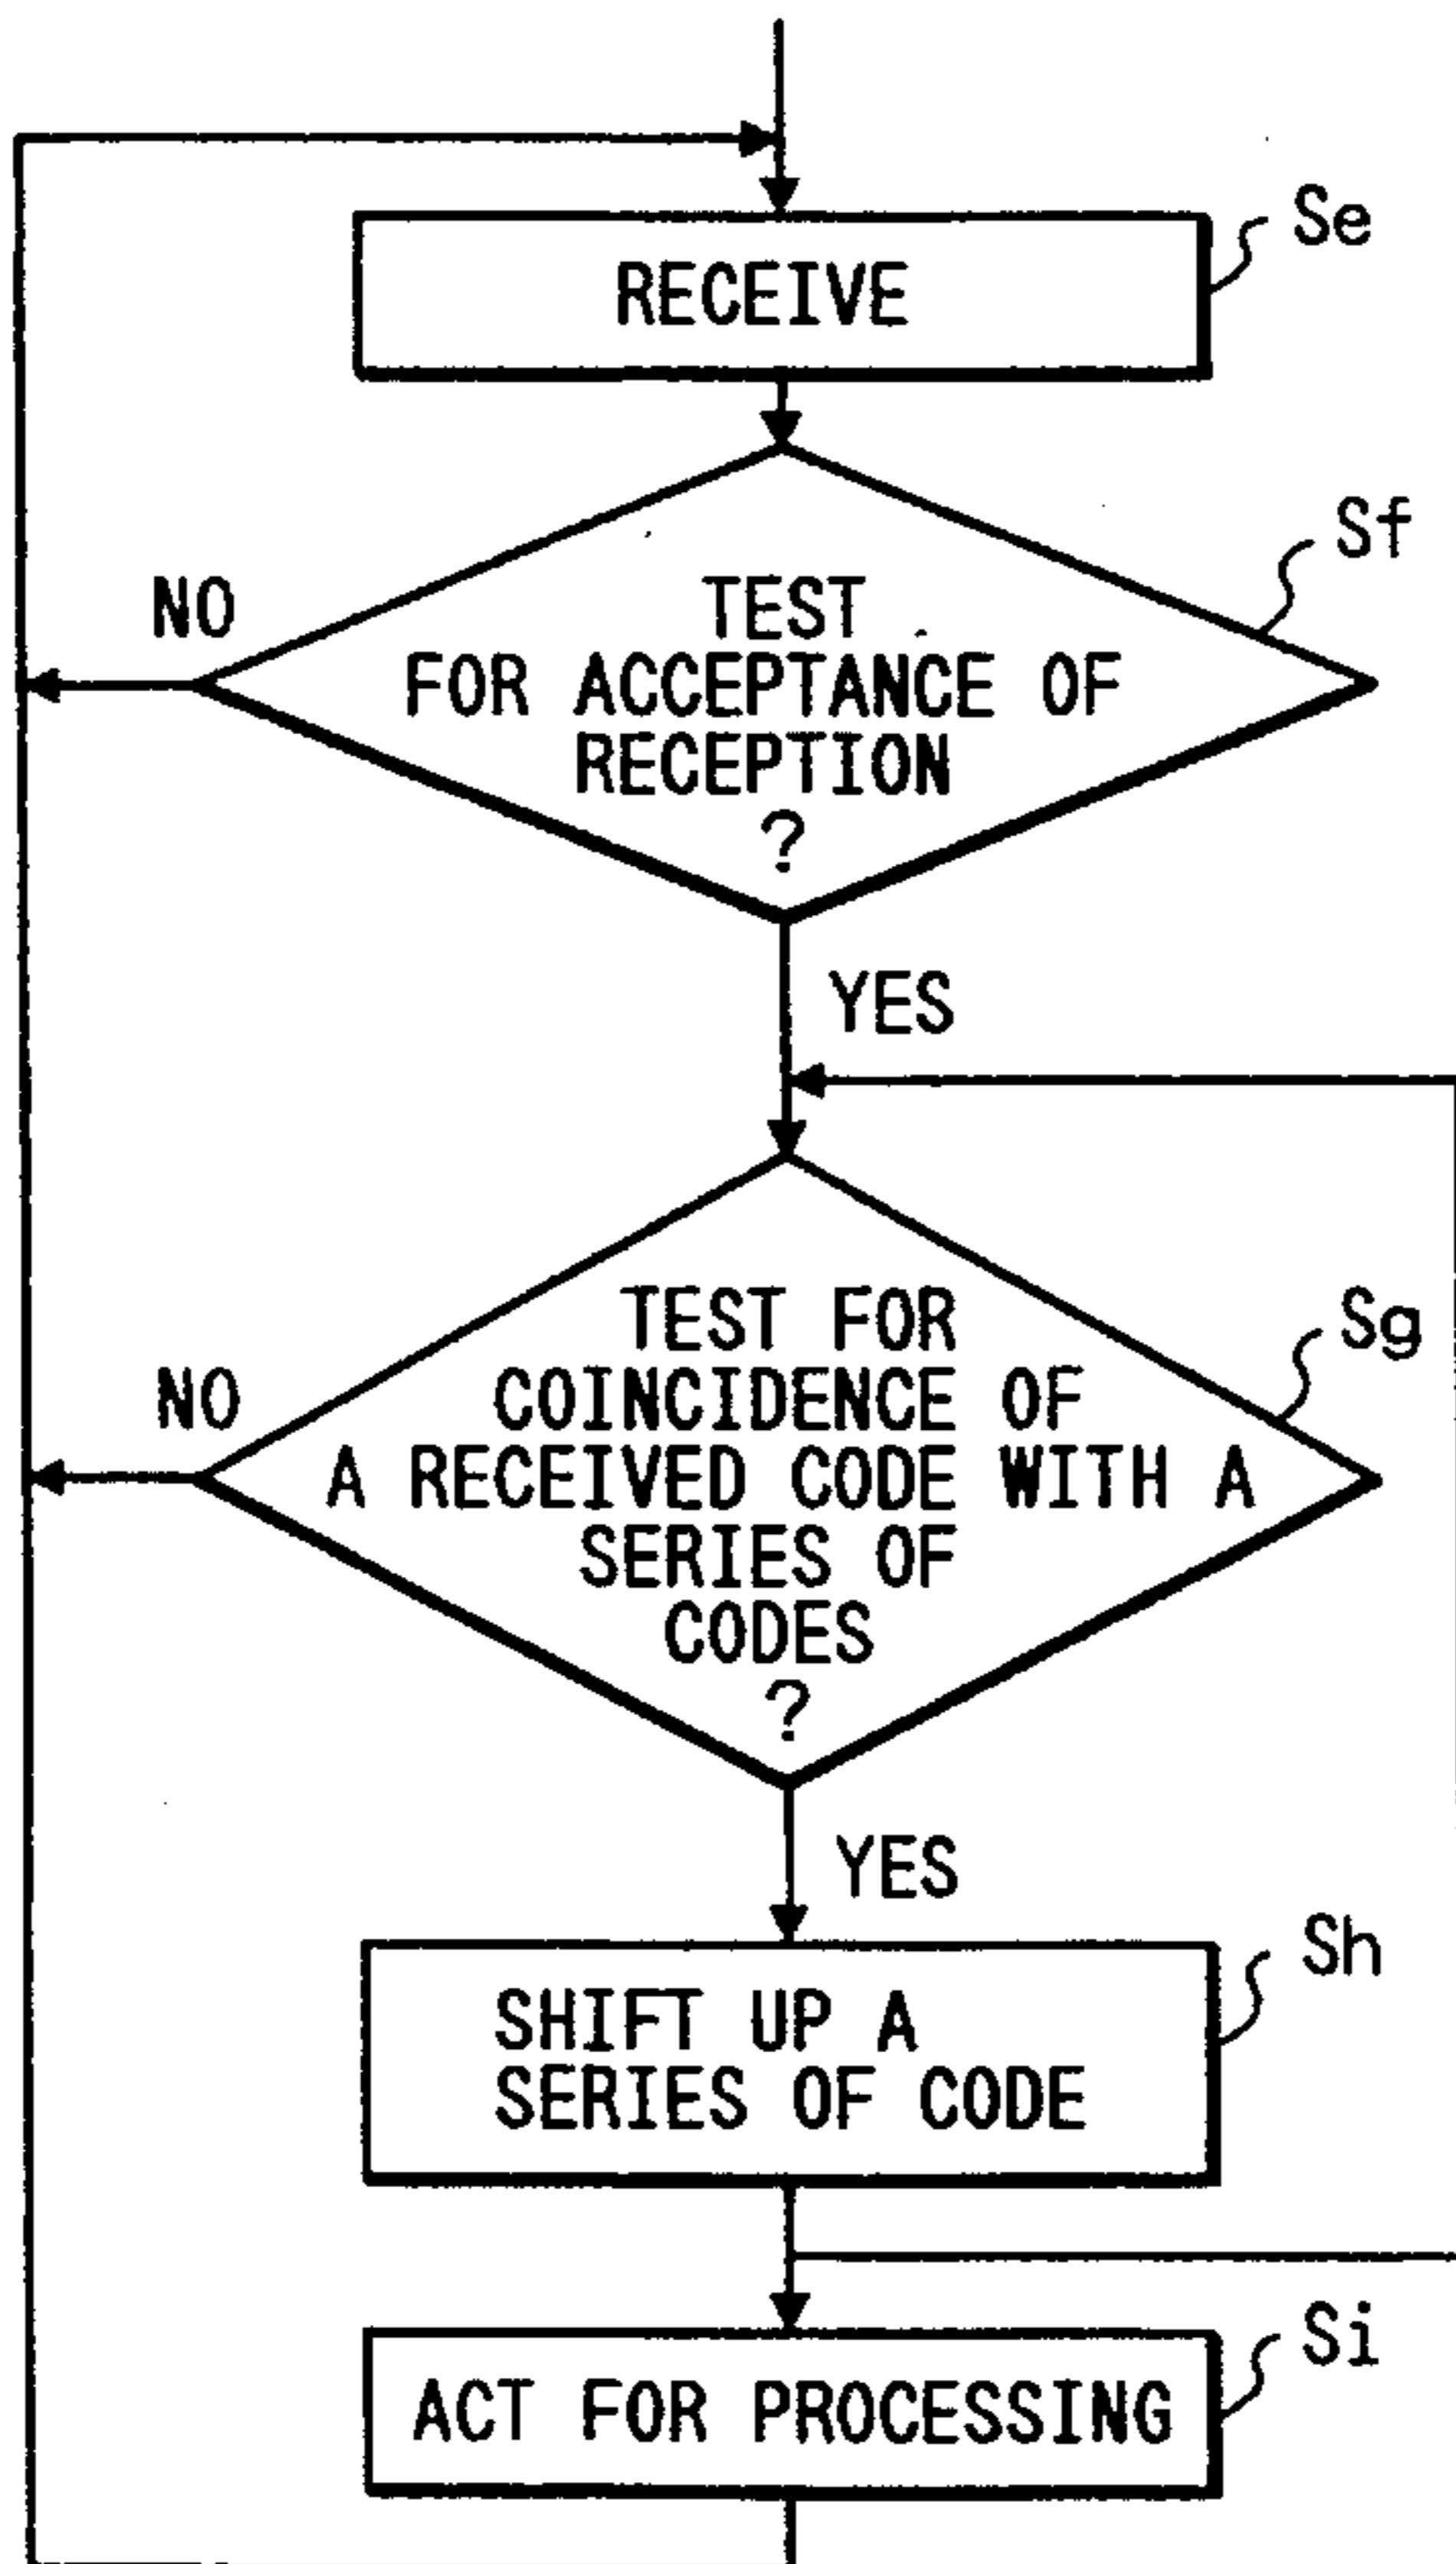 Se
RECEIVE
Sf
NO
TEST
FOR ACCEPTANCE OF
RECEPTION
?
YES
Sg
NO
TEST FOR
COINCIDENCE OF
A RECEIVED CODE WITH A
SERIES OF
CODES
?
YES
Sh
SHIFT UP A
SERIES OF CODE
Si
ACT FOR PROCESSING